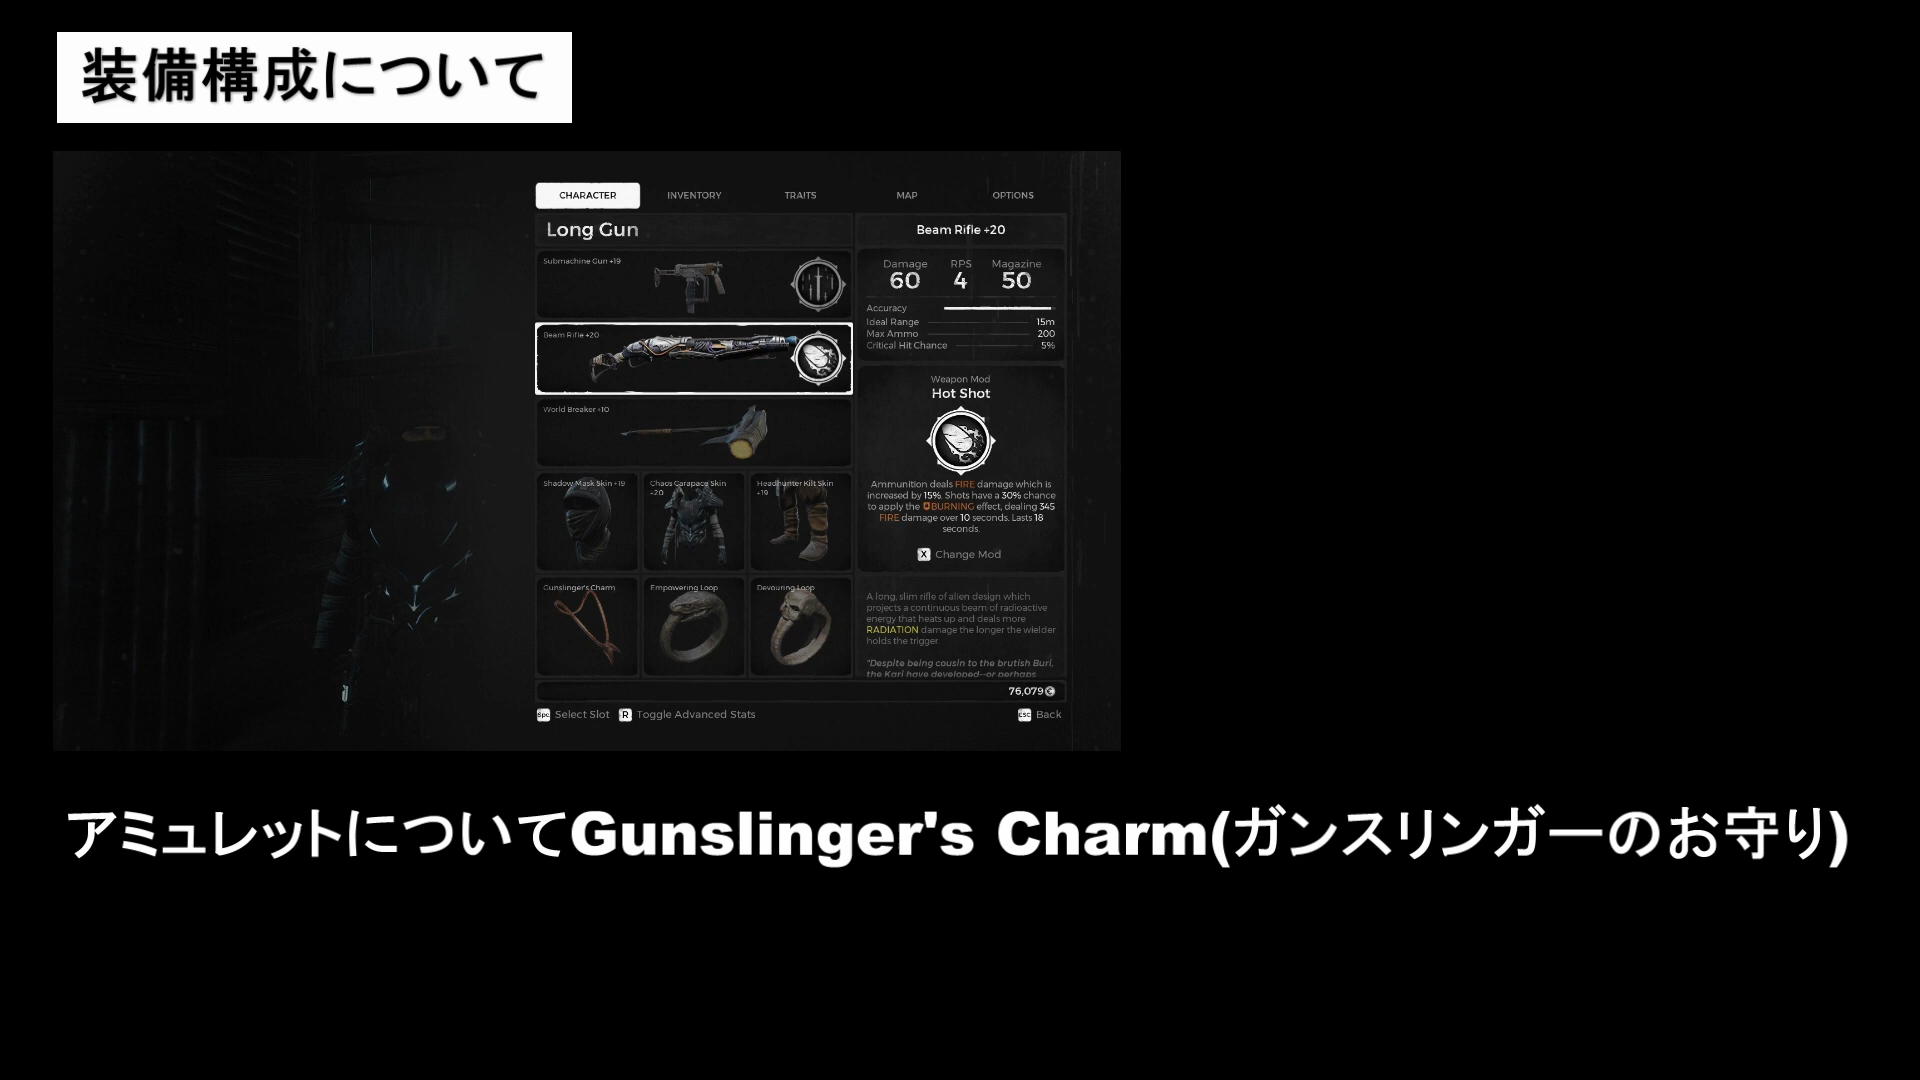 装備構成について
CHARACTER INVENTORY TRAITS MAP OPTIONS
Long Gun
Submachine Gun +19
Beam Rifle +20
World Breaker +10
Shadow Mask Skin +19
Chaos Carapace Skin
+20
Headhunter Kilt Skin
+19
Gunslinger's Charm
Empowering Loop
Devouring Loop
Beam Rifle +20
Damage RPS Magazine
60 4 50
Accuracy
Ideal Range 15m
Max Ammo 200
Critical Hit Chance 5%
Weapon Mod
Hot Shot
Ammunition deals FIRE damage which is
increased by 15%. Shots have a 30% chance
to apply the BURNING effect, dealing 345
FIRE damage over 10 seconds. Lasts 18
seconds.
X Change Mod
A long, slim rifle of alien design which
projects a continuous beam of radioactive
energy that heats up and deals more
RADIATION damage the longer the wielder
holds the trigger.
"Despite being cousin to the brutish Buri,
the Kari have developed--or perhaps
76,079
Spc Select Slot R Toggle Advanced Stats ESC Back
アミュレットについてGunslinger's Charm(ガンスリンガーのお守り)